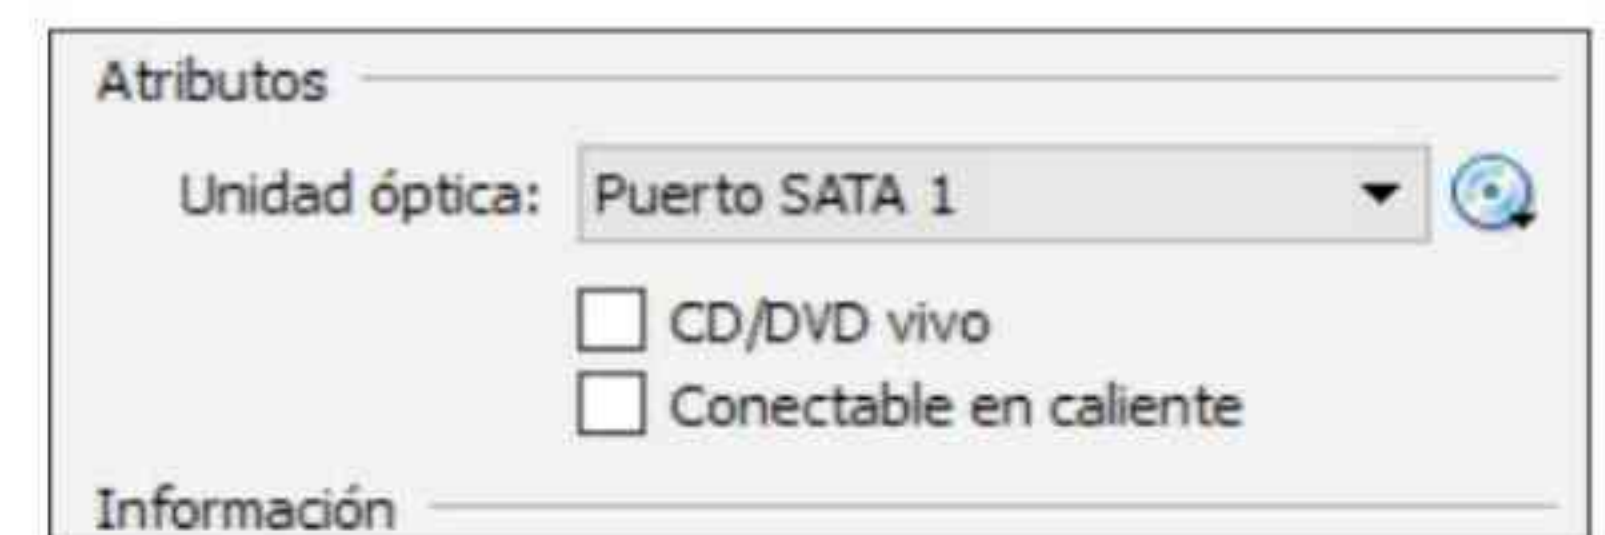 Atributos
Unidad óptica: Puerto SATA 1
CD/DVD vivo
Conectable en caliente
Información